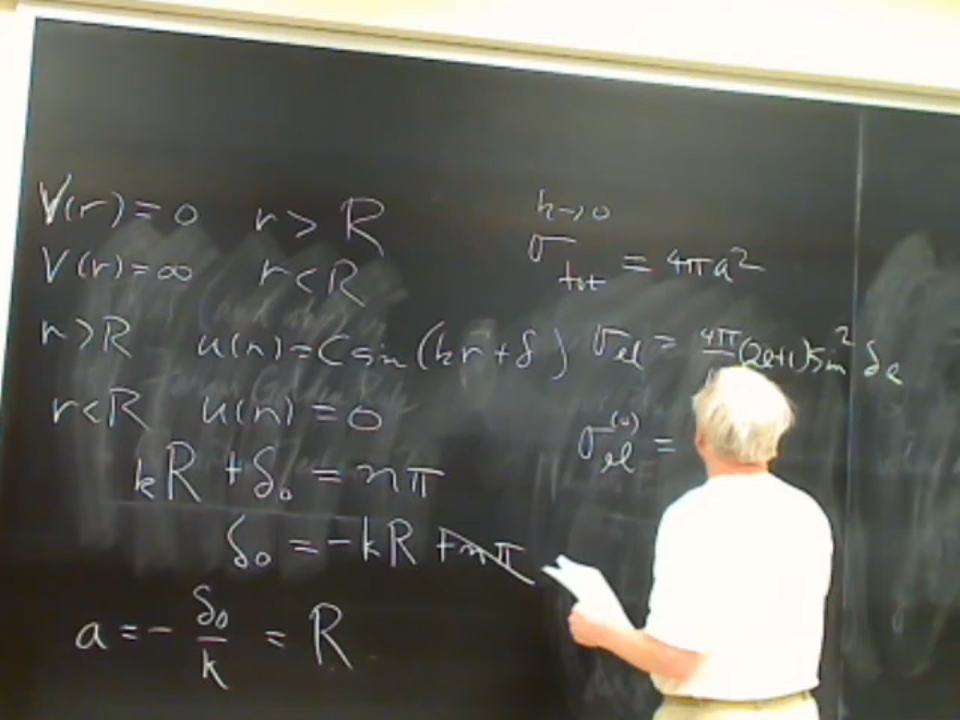 V(r) = 0 r > R
V(r) = ∞ r < R
r > R u(r) = C sin (kr + δ)
r < R u(r) = 0
kR + δ₀ = nπ
δ₀ = -kR + nπ
a = - δ₀/k = R
k → 0
σ_tot = 4πa²
σ_el = 4π (2l+1) sin² δ_l
σ_el^(0) =